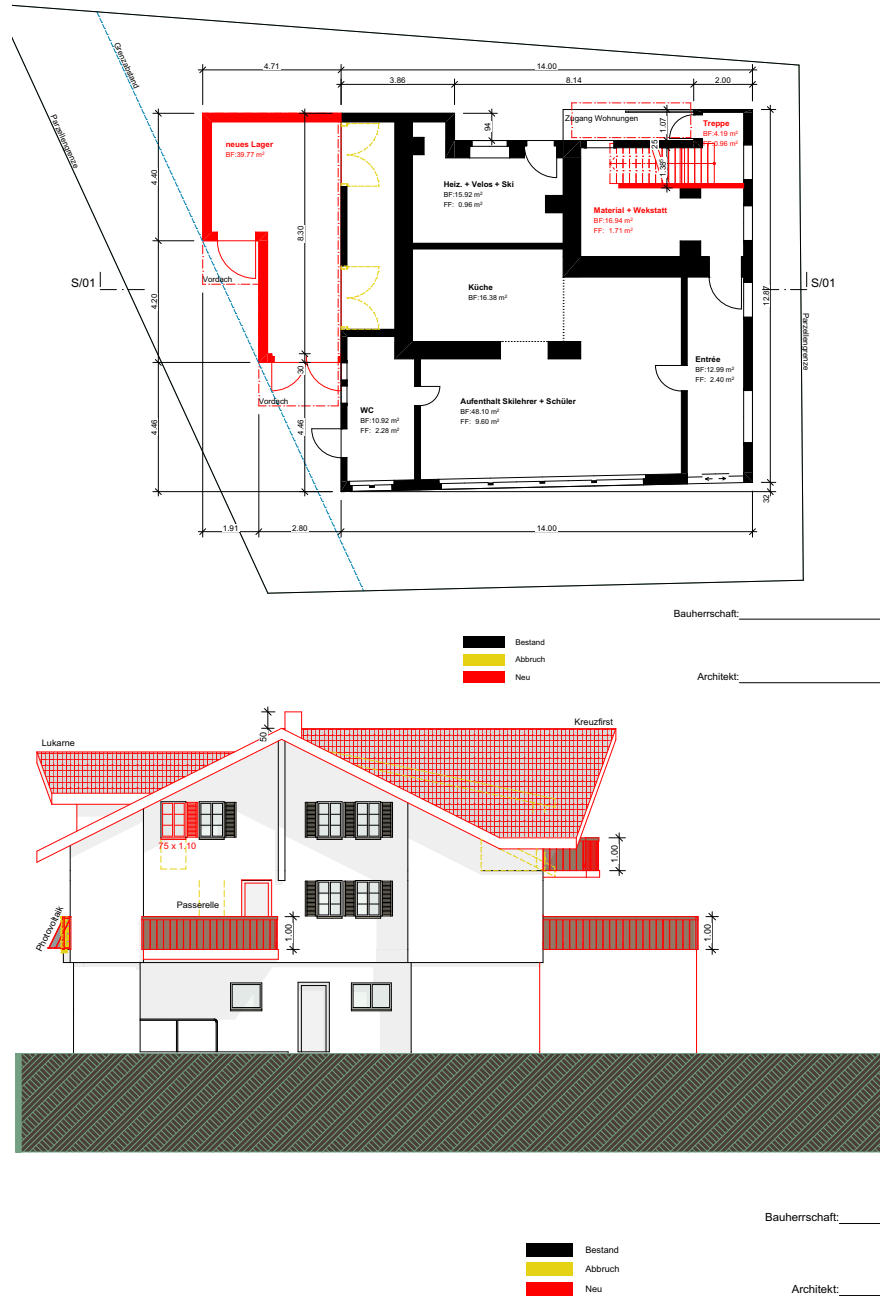 Grenzabstand
Parzellengrenze
4.71
14.00
3.86
8.14
2.00
Zugang Wohnungen
94
1.07
25
1.38⁵
Treppe
BF:4.19 m²
FF:0.96 m²
neues Lager
BF:39.77 m²
4.40
8.30
Heiz. + Velos + Ski
BF:15.92 m²
FF: 0.96 m²
Material + Wekstatt
BF:16.94 m²
FF: 1.71 m²
S/01
Vordach
Küche
BF:16.38 m²
S/01
12.87
4.20
Parzellengrenze
Entrée
BF:12.99 m²
FF: 2.40 m²
30
Vordach
WC
BF:10.92 m²
FF: 2.28 m²
Aufenthalt Skilehrer + Schüler
BF:48.10 m²
FF: 9.60 m²
4.46
4.46
32
1.91
2.80
14.00
Bauherrschaft:
Bestand
Abbruch
Neu
Architekt:
Lukarne
50
Kreuzfirst
75 x 1.10
1.00
Passerelle
Photovoltaik
1.00
1.00
Bauherrschaft:
Bestand
Abbruch
Neu
Architekt: